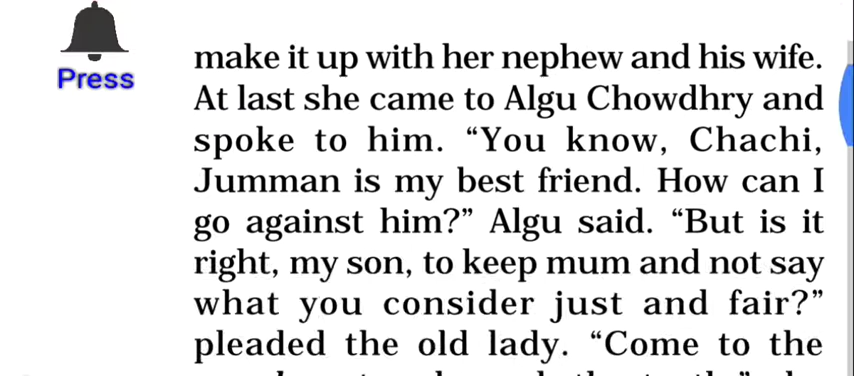 Press
make it up with her nephew and his wife.
At last she came to Algu Chowdhry and
spoke to him. “You know, Chachi,
Jumman is my best friend. How can I
go against him?” Algu said. “But is it
right, my son, to keep mum and not say
what you consider just and fair?”
pleaded the old lady. “Come to the